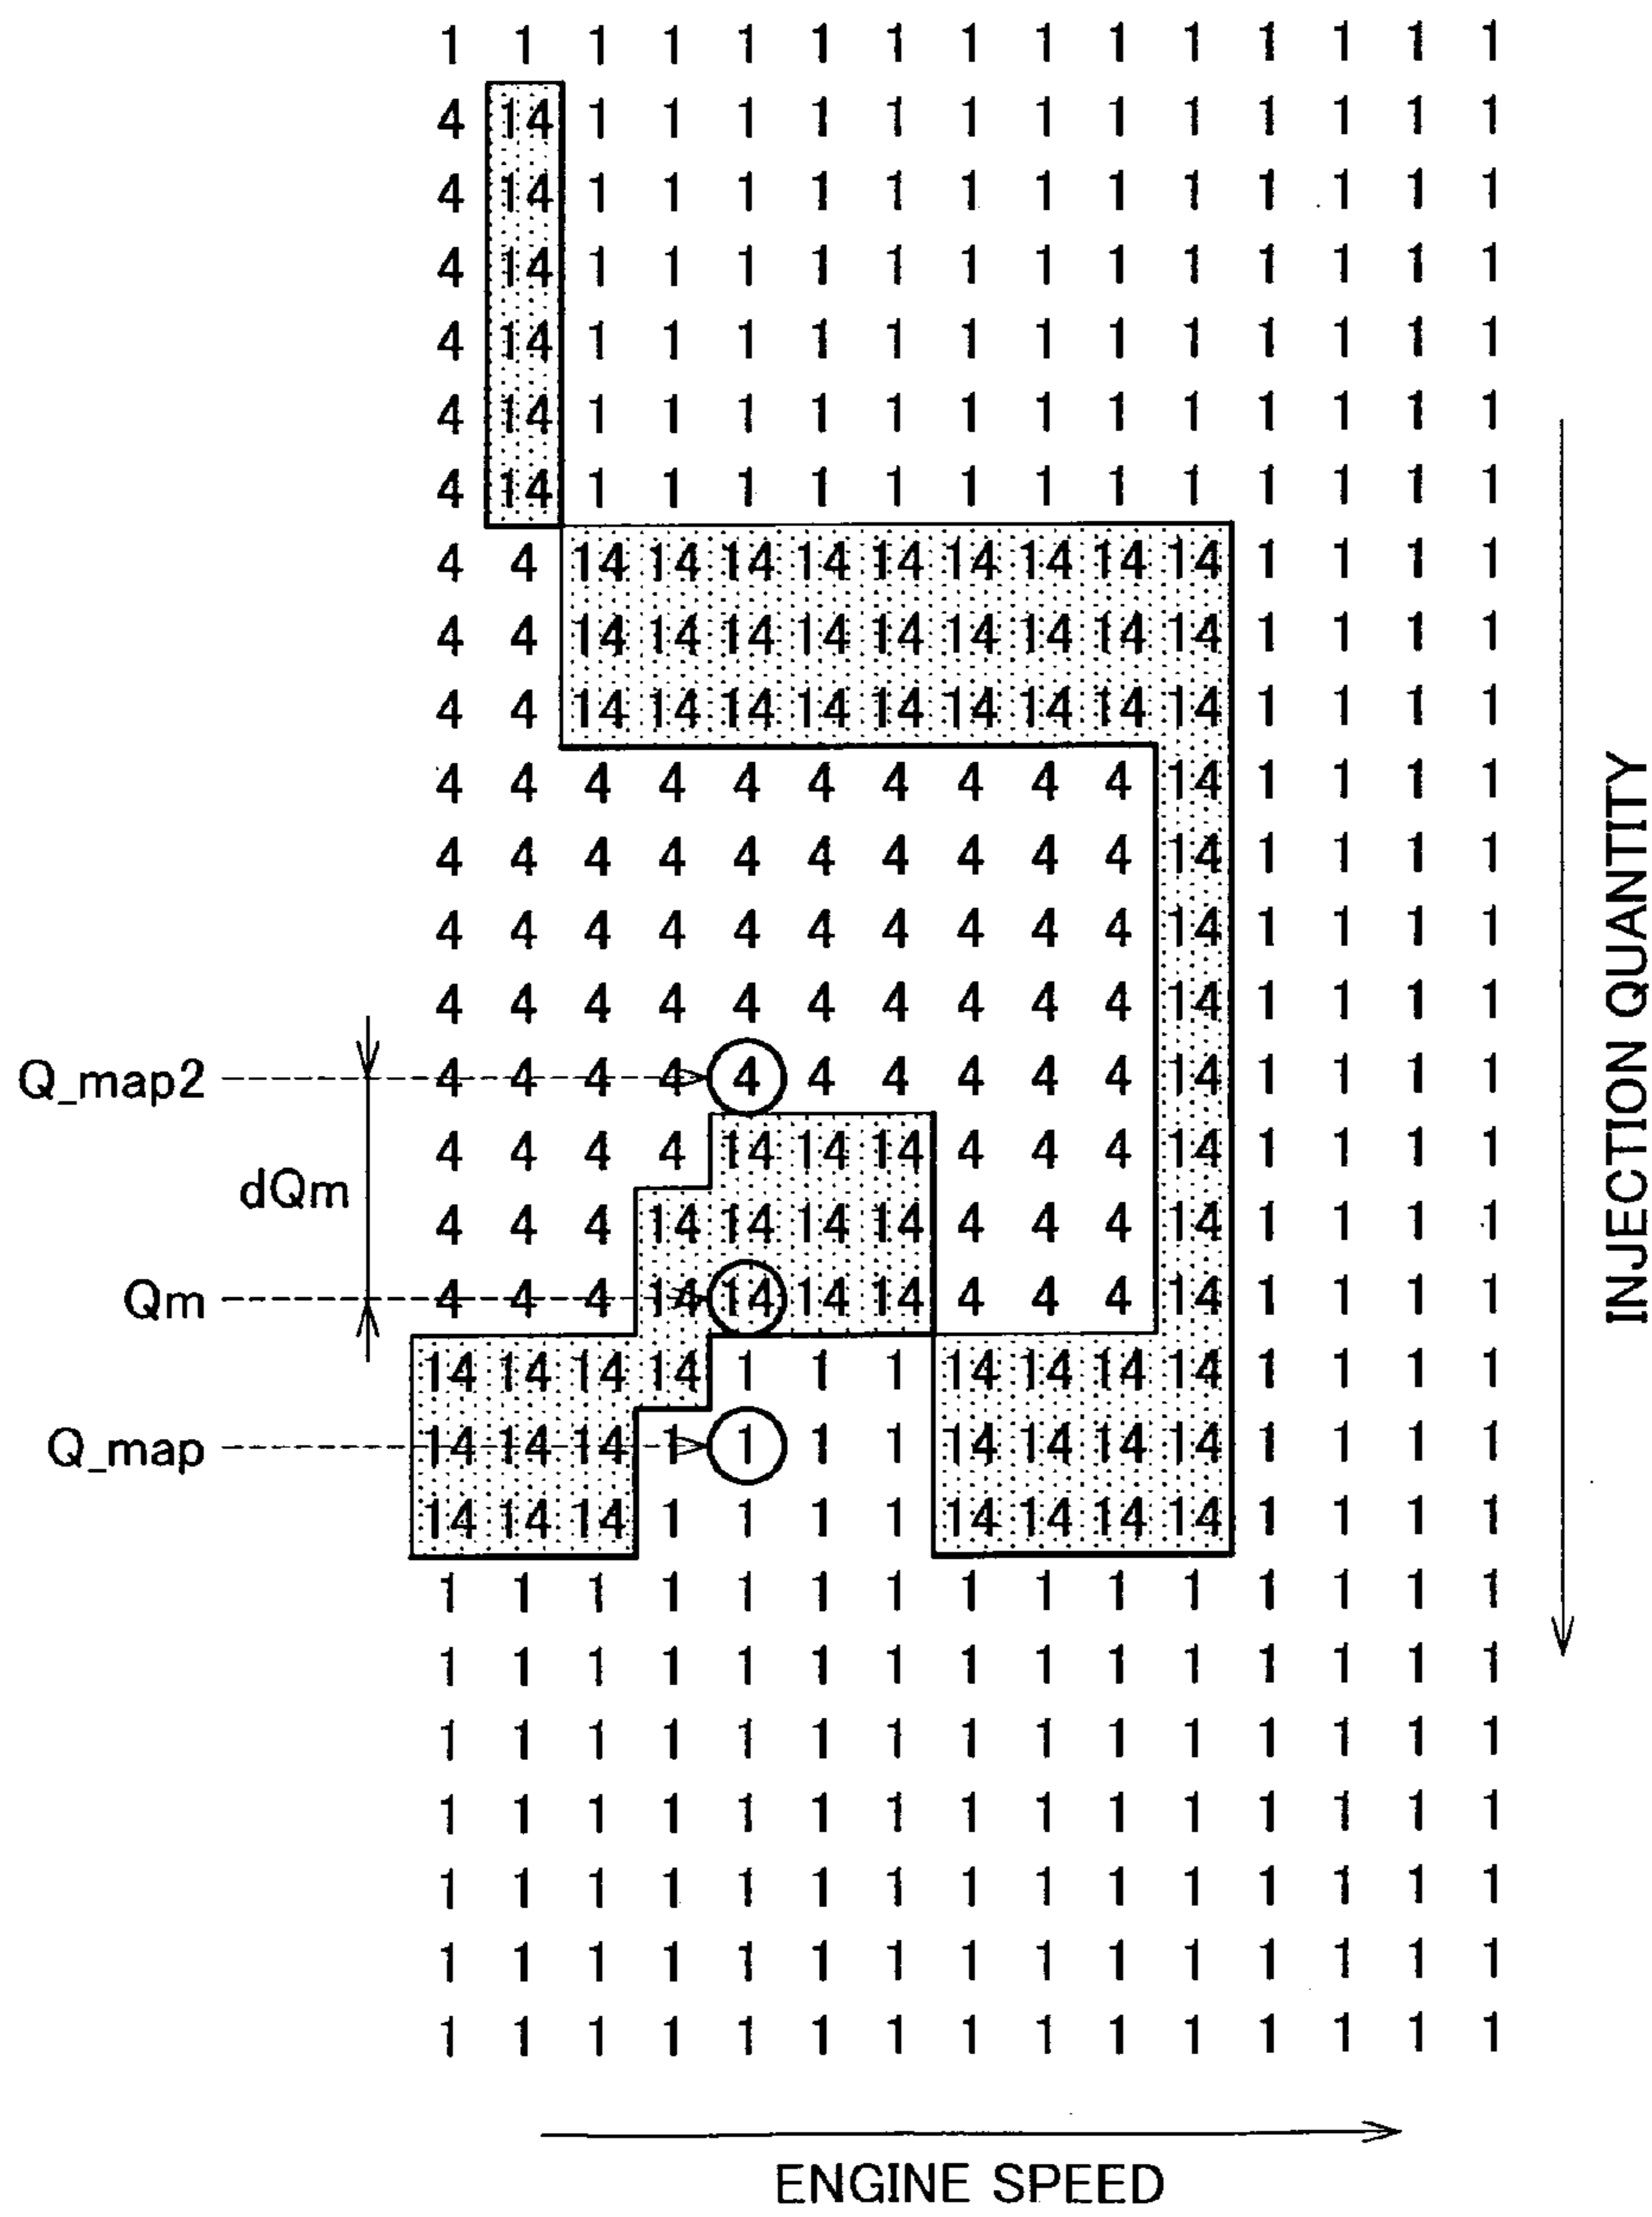 1 1 1 1 1 1 1 1 1 1 1 1 1 1 1
4 14 1 1 1 1 1 1 1 1 1 1 1 1 1
4 14 1 1 1 1 1 1 1 1 1 1 1 1 1
4 14 1 1 1 1 1 1 1 1 1 1 1 1 1
4 14 1 1 1 1 1 1 1 1 1 1 1 1 1
4 14 1 1 1 1 1 1 1 1 1 1 1 1 1
4 14 1 1 1 1 1 1 1 1 1 1 1 1 1
4 4 14 14 14 14 14 14 14 14 14 1 1 1 1
4 4 14 14 14 14 14 14 14 14 14 1 1 1 1
4 4 14 14 14 14 14 14 14 14 14 1 1 1 1
4 4 4 4 4 4 4 4 4 4 14 1 1 1 1
4 4 4 4 4 4 4 4 4 4 14 1 1 1 1
4 4 4 4 4 4 4 4 4 4 14 1 1 1 1
4 4 4 4 4 4 4 4 4 4 14 1 1 1 1
Q_map2 4 4 4 4 4 4 4 4 4 4 14 1 1 1 1
4 4 4 4 14 14 14 4 4 4 14 1 1 1 1
dQm
4 4 4 14 14 14 14 4 4 4 14 1 1 1 1
Qm 4 4 4 14 14 14 14 4 4 4 14 1 1 1 1
14 14 14 14 1 1 1 14 14 14 14 1 1 1 1
Q_map 14 14 14 1 1 1 1 14 14 14 14 1 1 1 1
14 14 14 1 1 1 1 14 14 14 14 1 1 1 1
1 1 1 1 1 1 1 1 1 1 1 1 1 1 1
1 1 1 1 1 1 1 1 1 1 1 1 1 1 1
1 1 1 1 1 1 1 1 1 1 1 1 1 1 1
1 1 1 1 1 1 1 1 1 1 1 1 1 1 1
1 1 1 1 1 1 1 1 1 1 1 1 1 1 1
1 1 1 1 1 1 1 1 1 1 1 1 1 1 1
1 1 1 1 1 1 1 1 1 1 1 1 1 1 1
INJECTION QUANTITY
ENGINE SPEED